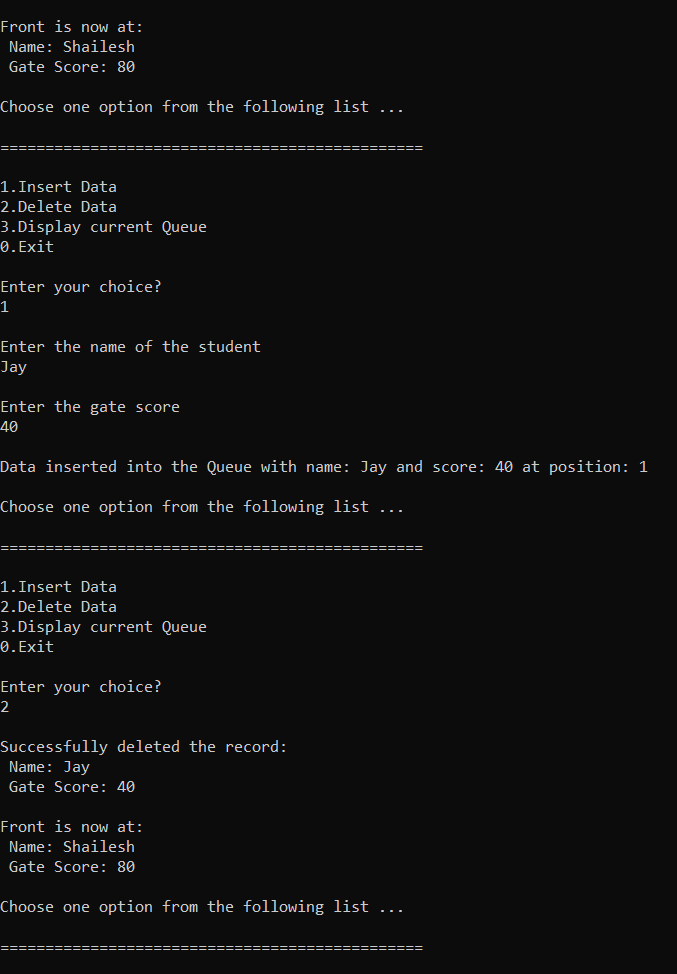 Front is now at:
 Name: Shailesh
 Gate Score: 80
Choose one option from the following list ...
===============================================
1.Insert Data
2.Delete Data
3.Display current Queue
0.Exit
Enter your choice?
1
Enter the name of the student
Jay
Enter the gate score
40
Data inserted into the Queue with name: Jay and score: 40 at position: 1
Choose one option from the following list ...
===============================================
1.Insert Data
2.Delete Data
3.Display current Queue
0.Exit
Enter your choice?
2
Successfully deleted the record:
 Name: Jay
 Gate Score: 40
Front is now at:
 Name: Shailesh
 Gate Score: 80
Choose one option from the following list ...
===============================================